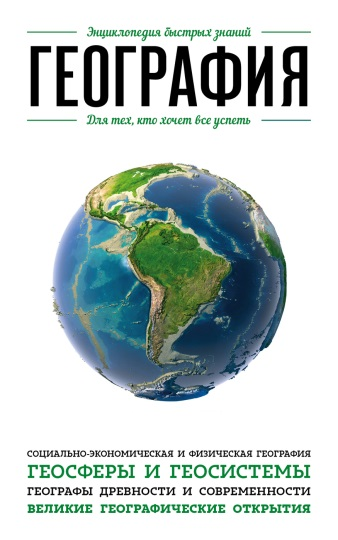 Энциклопедия быстрых знаний
ГЕОГРАФИЯ
Для тех, кто хочет все успеть
СОЦИАЛЬНО-ЭКОНОМИЧЕСКАЯ И ФИЗИЧЕСКАЯ ГЕОГРАФИЯ
ГЕОСФЕРЫ И ГЕОСИСТЕМЫ
ГЕОГРАФЫ ДРЕВНОСТИ И СОВРЕМЕННОСТИ
ВЕЛИКИЕ ГЕОГРАФИЧЕСКИЕ ОТКРЫТИЯ